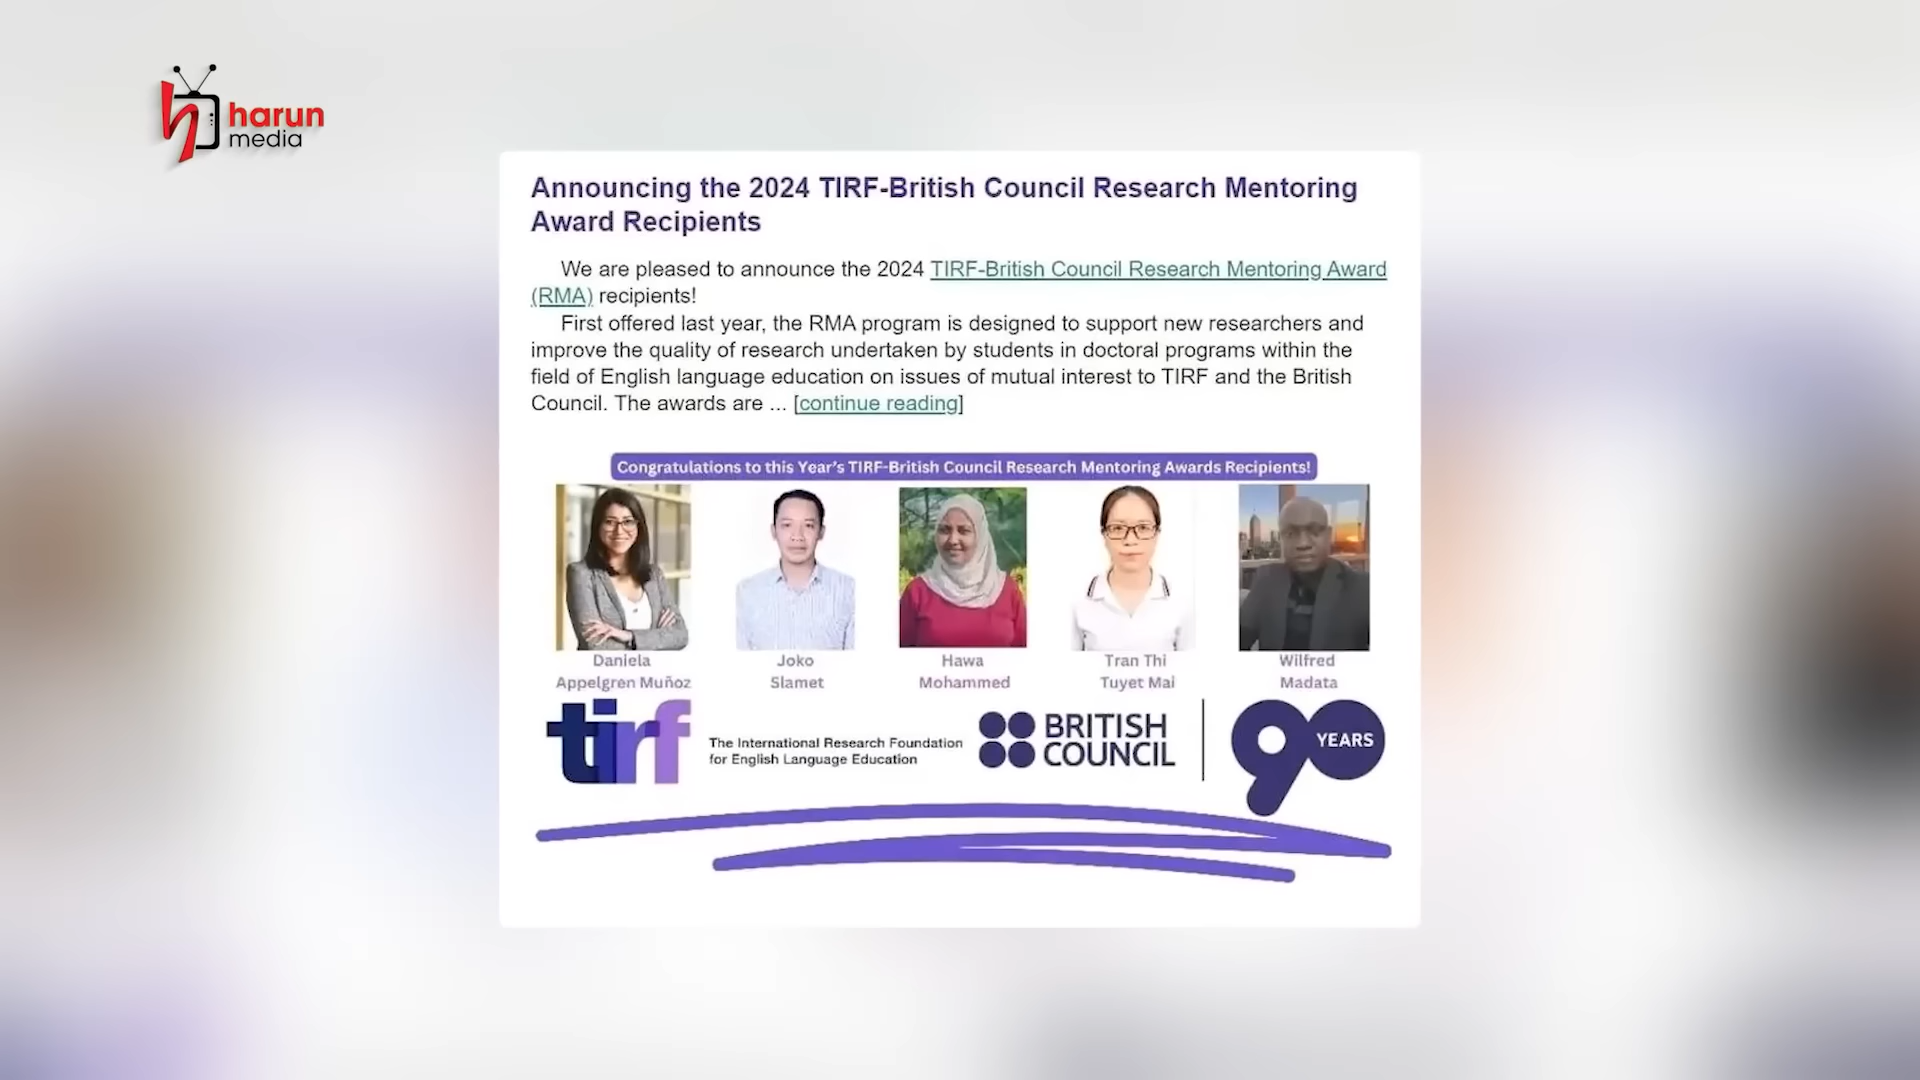 harun
media
Announcing the 2024 TIRF-British Council Research Mentoring
Award Recipients
We are pleased to announce the 2024 TIRF-British Council Research Mentoring Award
(RMA) recipients!
First offered last year, the RMA program is designed to support new researchers and
improve the quality of research undertaken by students in doctoral programs within the
field of English language education on issues of mutual interest to TIRF and the British
Council. The awards are ... [continue reading]
Congratulations to this Year's TIRF-British Council Research Mentoring Awards Recipients!
Daniela
Appelgren Muñoz
Joko
Slamet
Hawa
Mohammed
Tran Thi
Tuyet Mai
Wilfred
Madata
tirf
The International Research Foundation
for English Language Education
BRITISH
COUNCIL
90
YEARS